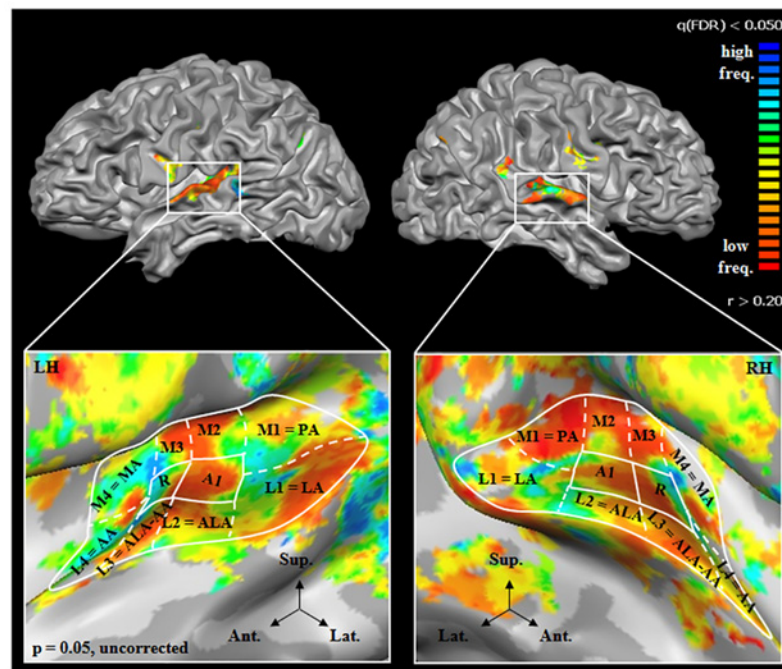 q(FDR) < 0.050
high
freq.
low
freq.
r > 0.20
LH
M4 = MA
M3
M2
M1 = PA
R
A1
L1 = LA
L4 = AA
L3 = ALA-AA
L2 = ALA
Sup.
Ant.
Lat.
p = 0.05, uncorrected
RH
M1 = PA
M2
M3
M4 = MA
L1 = LA
A1
R
L2 = ALA
L3 = ALA-AA
L4 = AA
Sup.
Lat.
Ant.